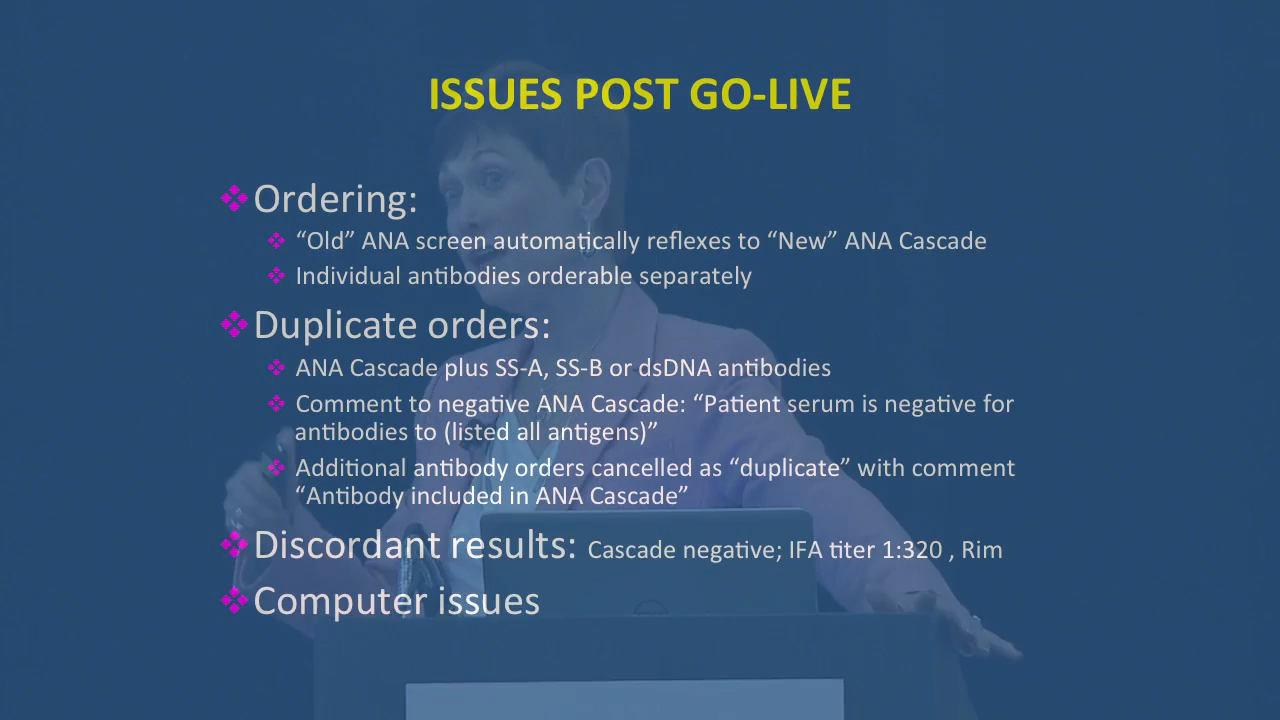 ISSUES POST GO-LIVE
Ordering:
“Old” ANA screen automatically reflexes to “New” ANA Cascade
Individual antibodies orderable separately
Duplicate orders:
ANA Cascade plus SS-A, SS-B or dsDNA antibodies
Comment to negative ANA Cascade: “Patient serum is negative for
antibodies to (listed all antigens)”
Additional antibody orders cancelled as “duplicate” with comment
“Antibody included in ANA Cascade”
Discordant results: Cascade negative; IFA titer 1:320 , Rim
Computer issues